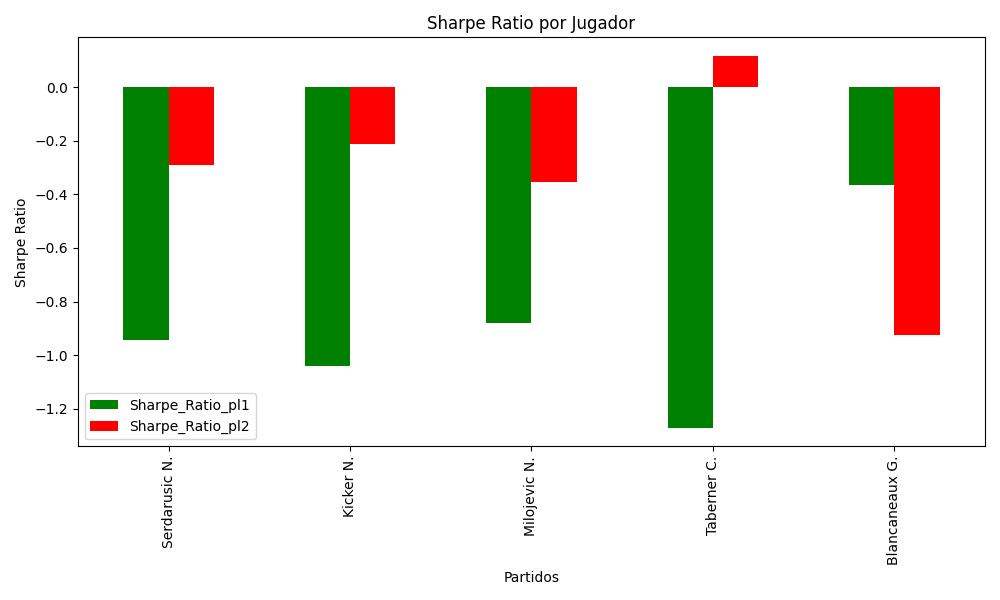 Sharpe Ratio por Jugador
Sharpe Ratio
0.0
−0.2
−0.4
−0.6
−0.8
−1.0
−1.2
Sharpe_Ratio_pl1
Sharpe_Ratio_pl2
Serdarusic N.
Kicker N.
Milojevic N.
Taberner C.
Blancaneaux G.
Partidos